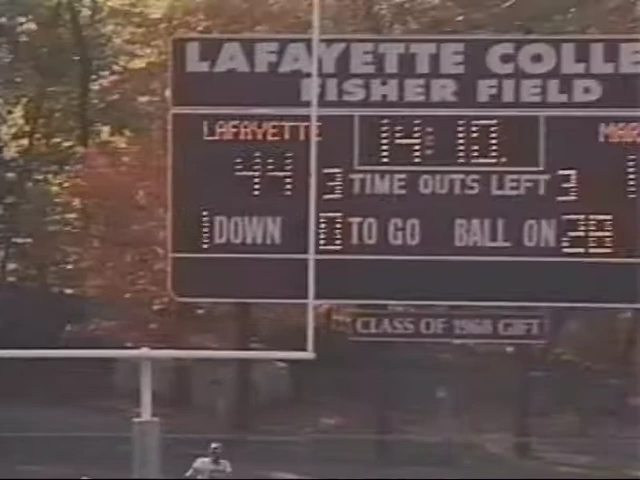 LAFAYETTE COLLE
FISHER FIELD
LAFAYETTE 14:10 MAR
44 3 TIME OUTS LEFT 3
1 DOWN 0 TO GO BALL ON 28
CLASS OF 1968 GIFT